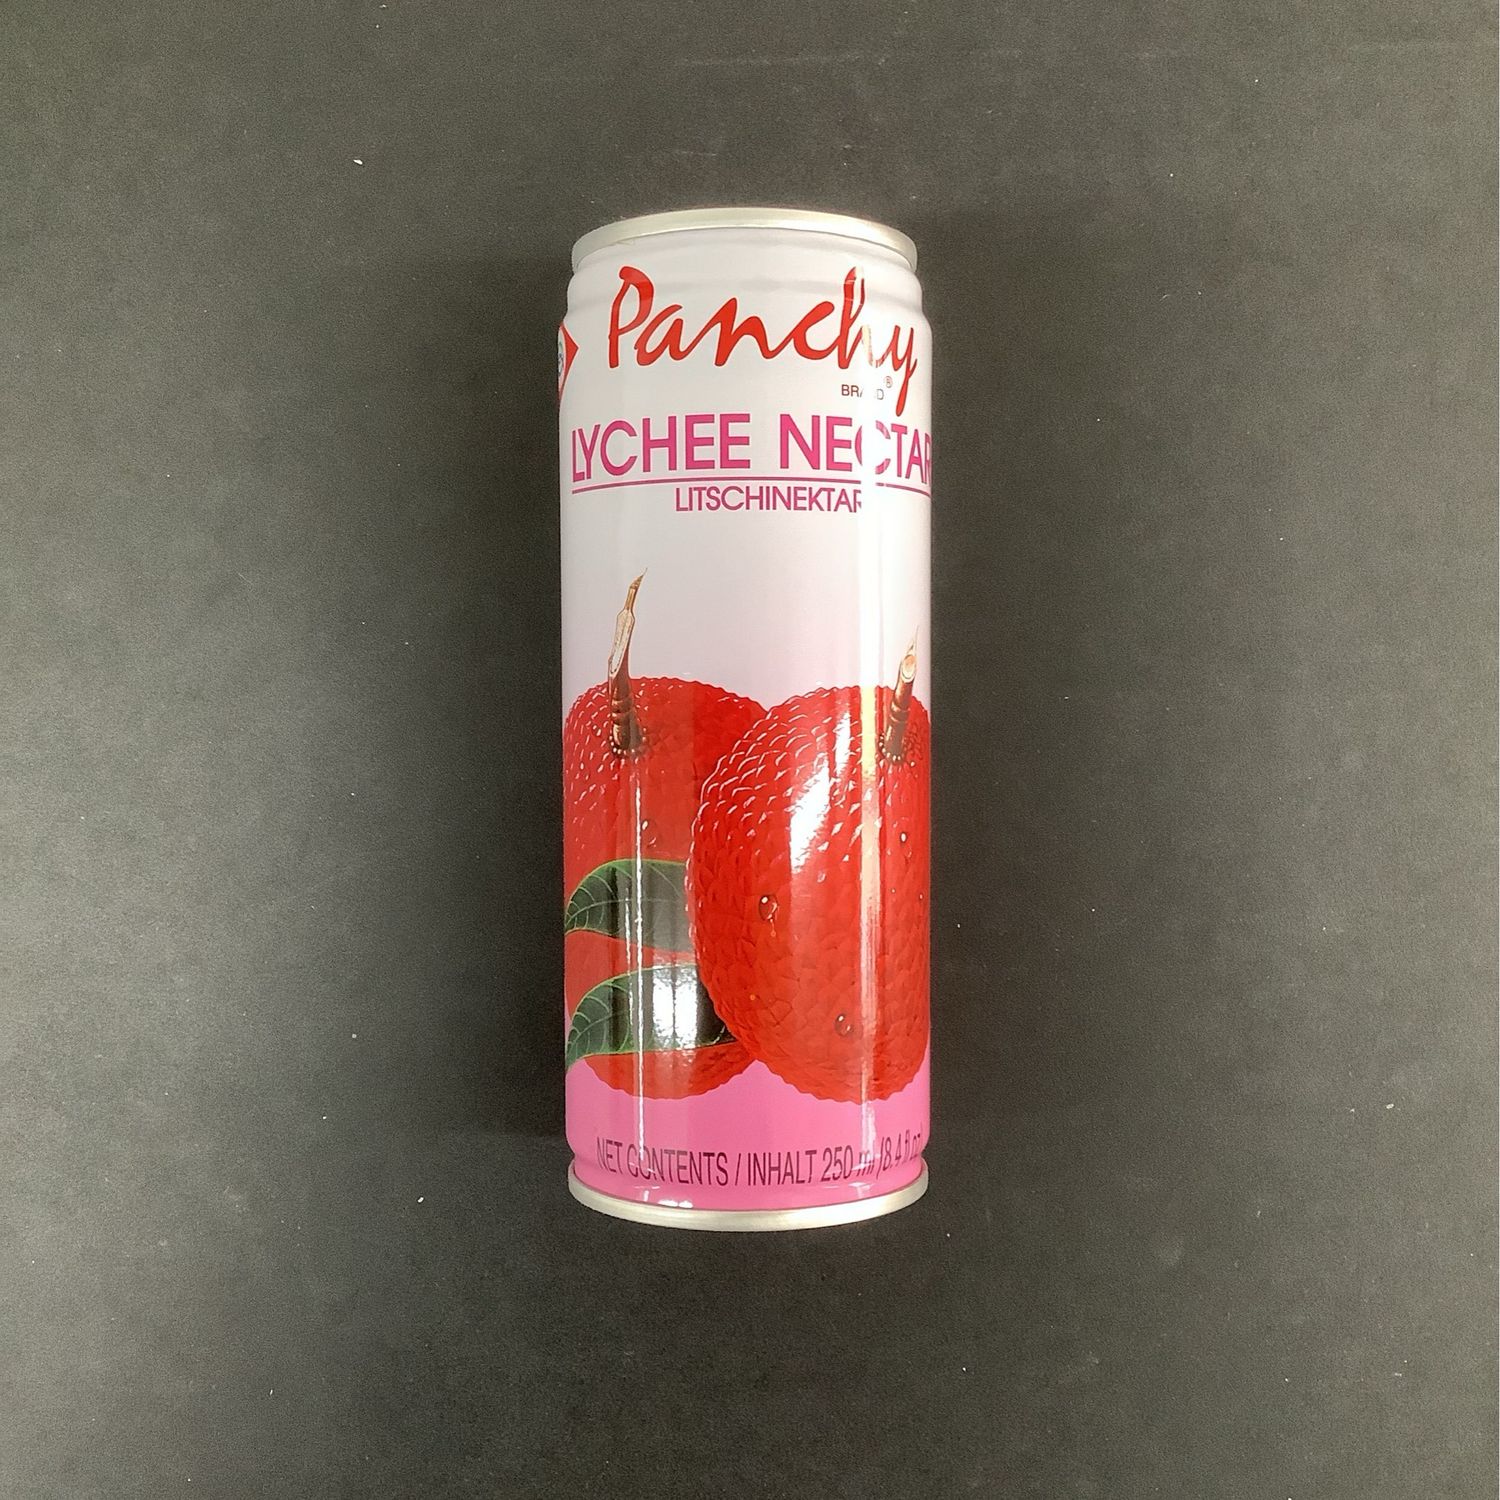 Panchy
BRAND®
LYCHEE NECTAR
LITSCHINEKTAR
NET CONTENTS / INHALT 250 ml (8.4 fl oz)